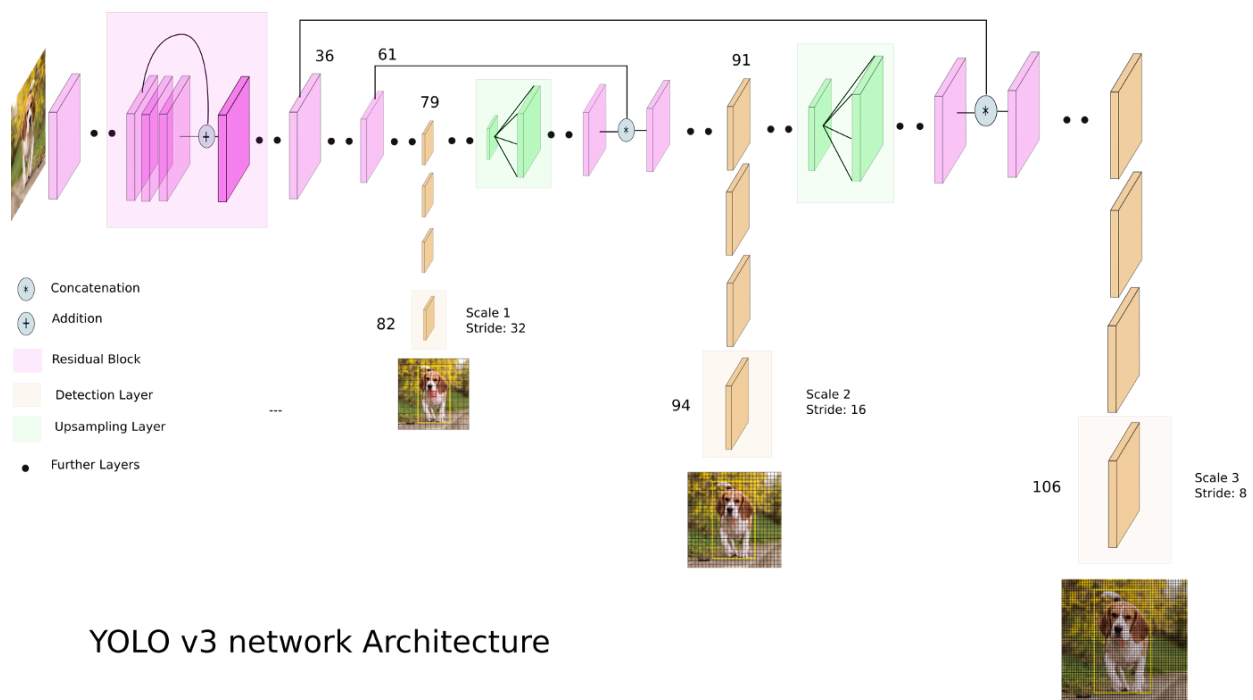 36
61
91
79
*
*
+
Concatenation
*
Addition
+
Residual Block
Detection Layer
Upsampling Layer
Further Layers
---
82
Scale 1
Stride: 32
94
Scale 2
Stride: 16
106
Scale 3
Stride: 8
YOLO v3 network Architecture